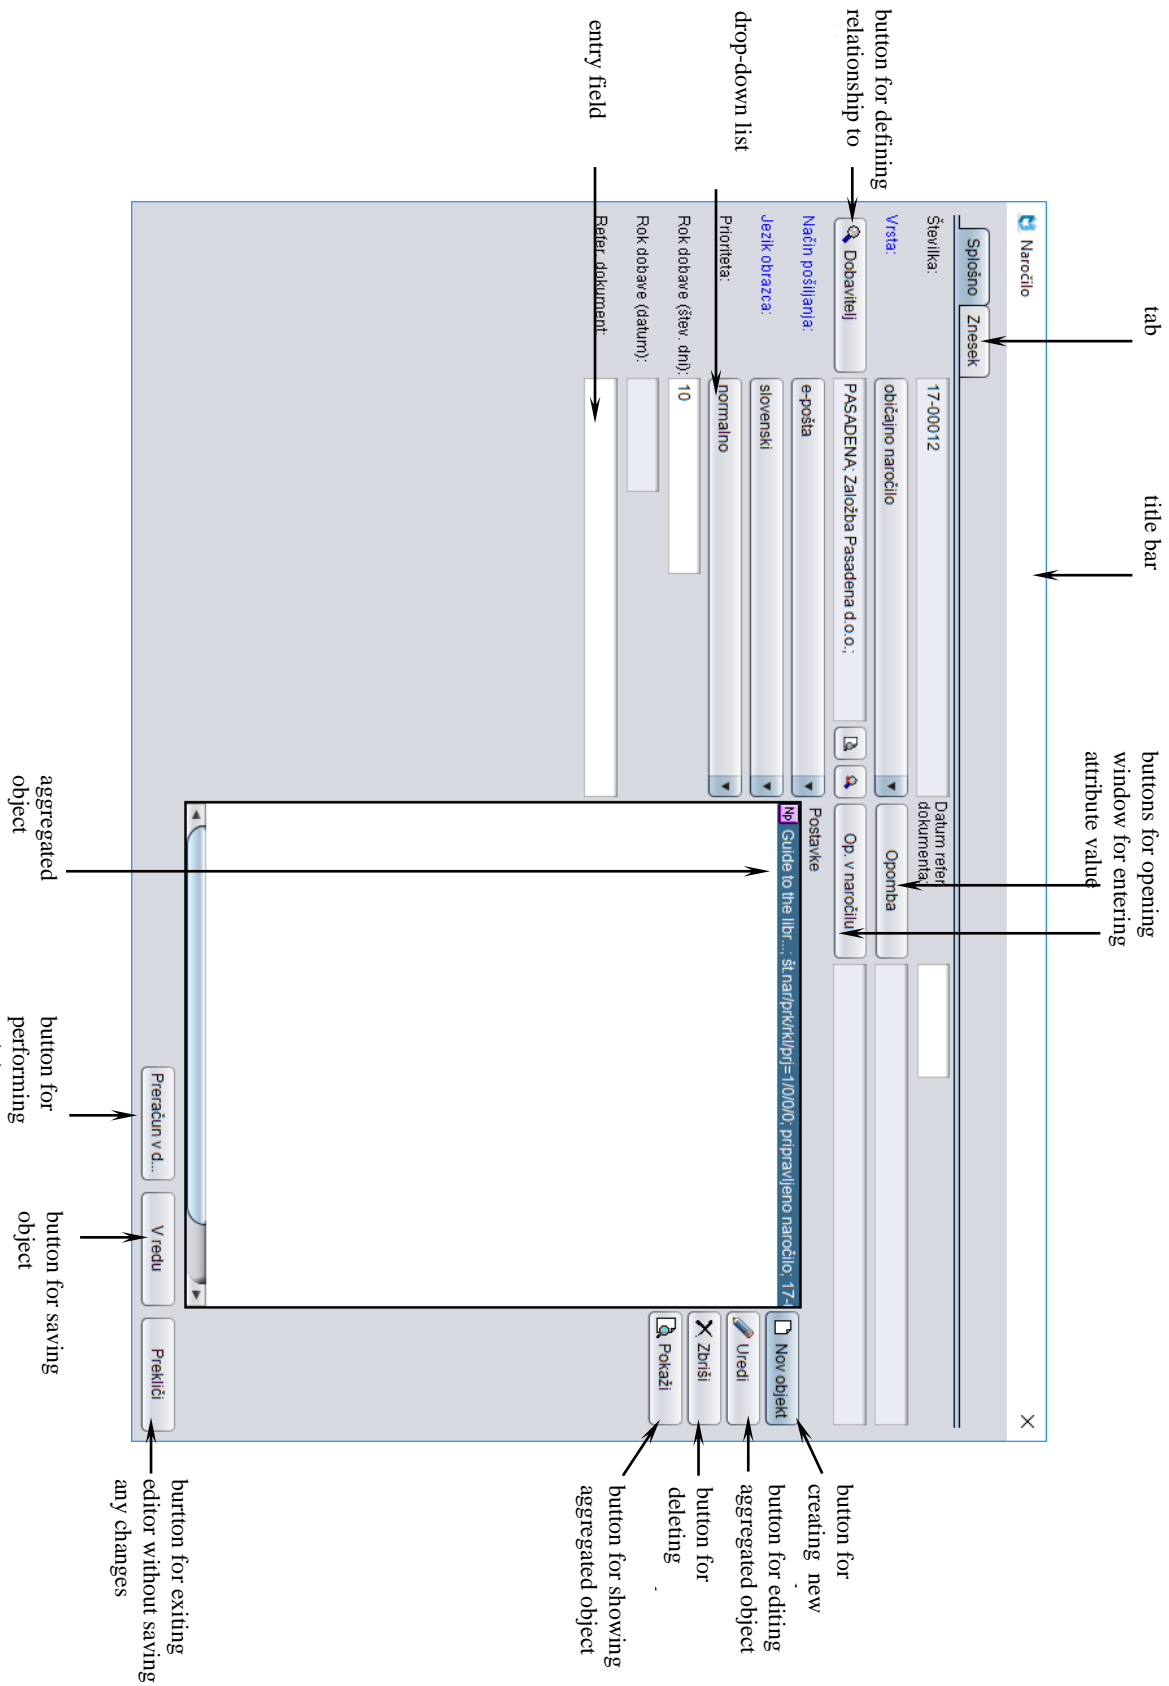 tab
title bar
buttons for opening
window for entering
attribute value
button for defining
relationship to
drop-down list
entry field
Naročilo
Splošno
Znesek
Številka:
17-00012
Datum refer.
dokumenta:
Vrsta:
običajno naročilo
Opomba
Dobavitelj
PASADENA; Založba Pasadena d.o.o.;
Op. v naročilu
Način pošiljanja:
e-pošta
Postavke
Jezik obrazca:
slovenski
Np Guide to the libr...; št.nar/prk/rkl/prj=1/0/0/0; pripravljeno naročilo; 17-
Nov objekt
Prioriteta:
normalno
Uredi
Rok dobave (štev. dni):
10
Zbriši
Rok dobave (datum):
Pokaži
Refer. dokument:
Preračun v d...
V redu
Prekliči
button for
creating new
button for editing
aggregated object
button for
deleting
button for showing
aggregated object
burtton for exiting
editor without saving
any changes
aggregated
object
button for
performing
button for saving
object